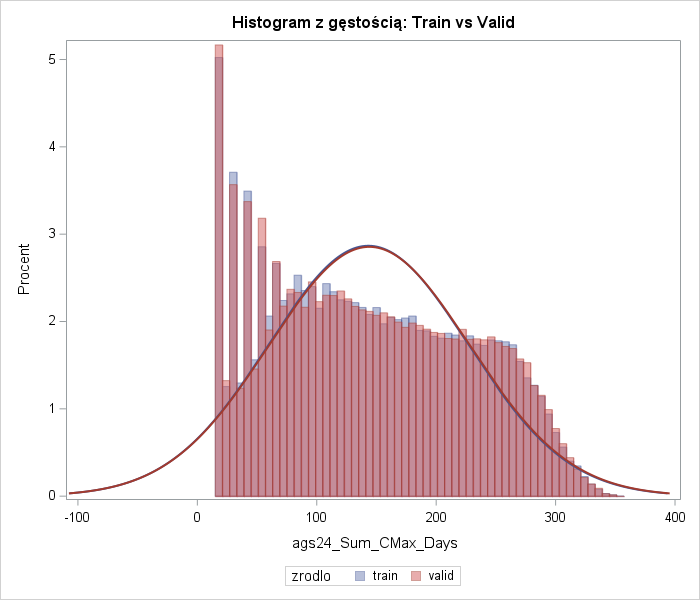 Histogram z gęstością: Train vs Valid
5
4
3
2
1
0
Procent
-100 0 100 200 300 400
ags24_Sum_CMax_Days
zrodlo train valid